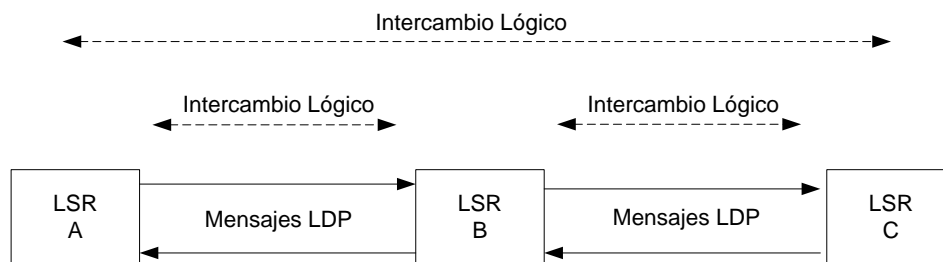 Intercambio Lógico
Intercambio Lógico
Intercambio Lógico
LSR
A
Mensajes LDP
LSR
B
Mensajes LDP
LSR
C